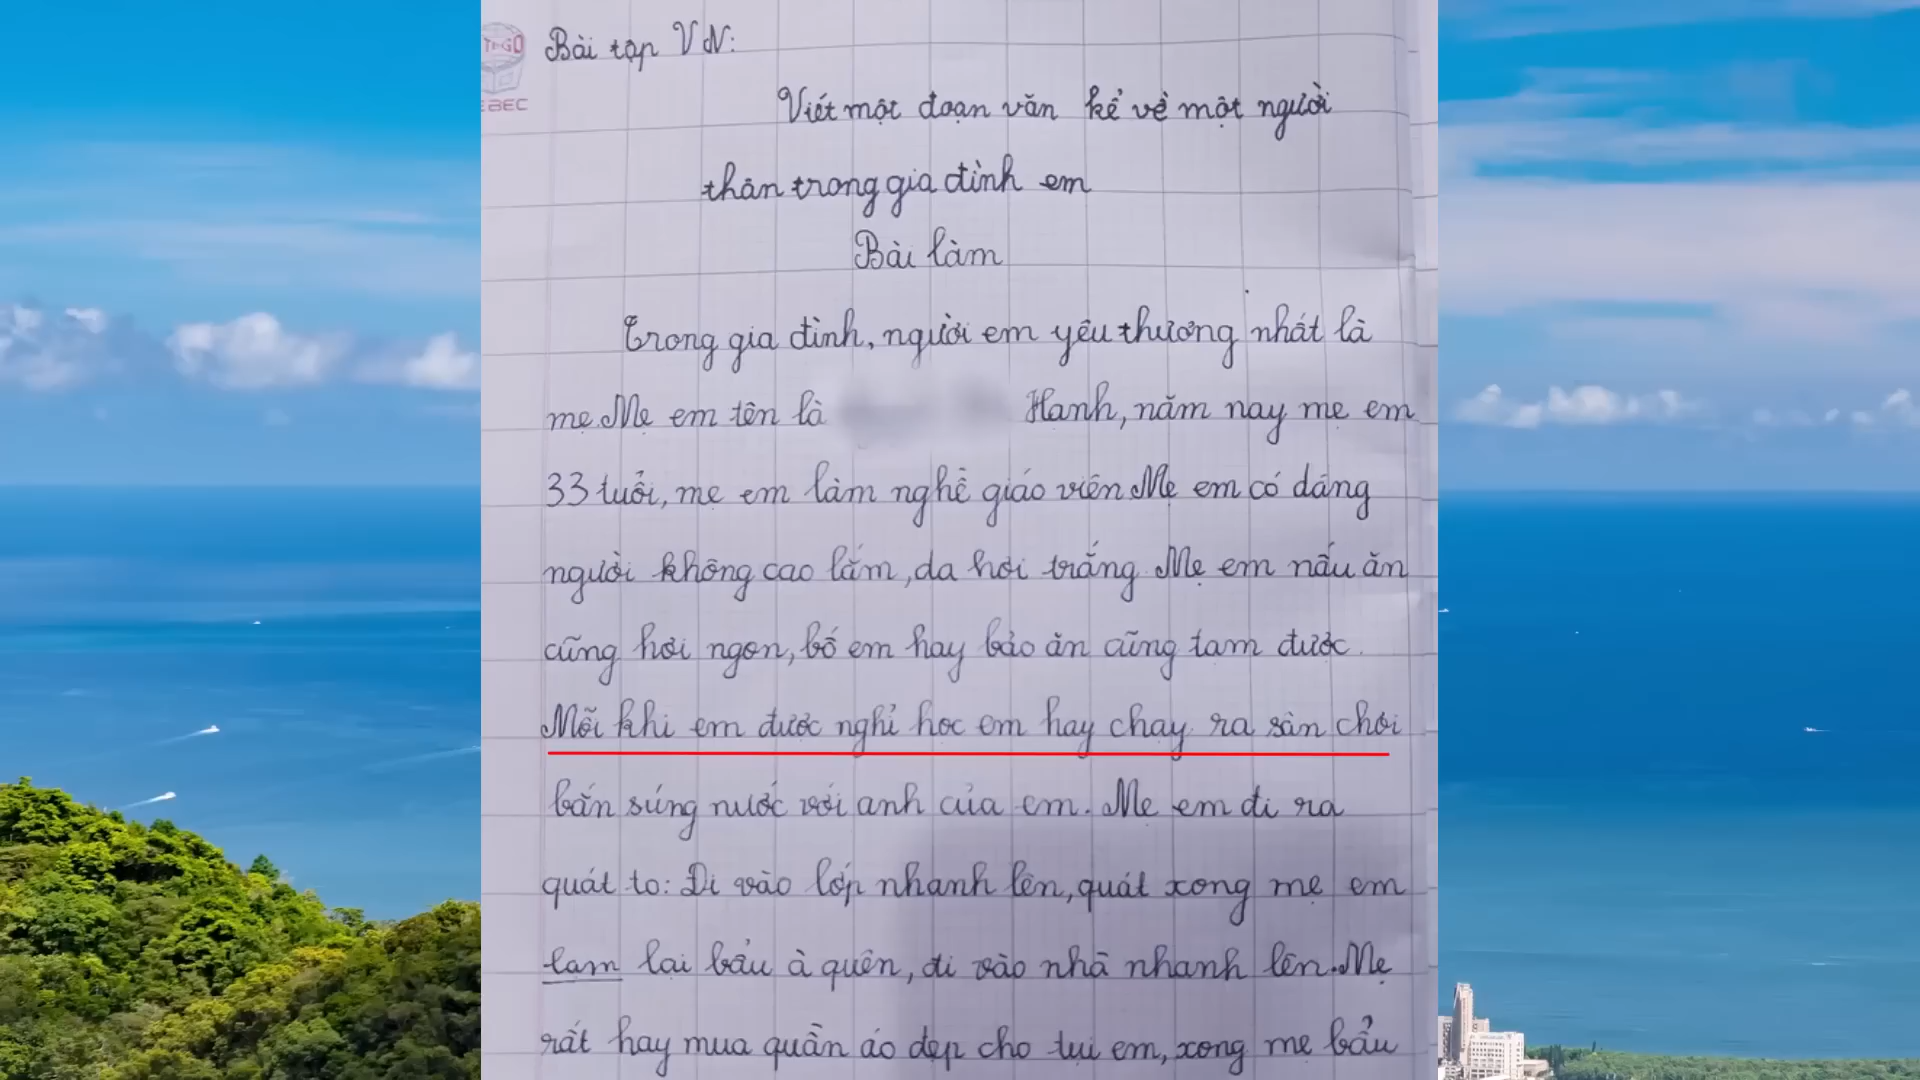 TI-GO
EBEC
Bài tập VN:
Viết một đoạn văn kể về một người
thân trong gia đình em
Bài làm
Trong gia đình, người em yêu thương nhất là
mẹ. Mẹ em tên là Hạnh, năm nay mẹ em
33 tuổi, mẹ em làm nghề giáo viên Mẹ em có dáng
người không cao lắm, da hơi trắng. Mẹ em nấu ăn
cũng hơi ngon, bố em hay bảo ăn cũng tạm được.
Mỗi khi em được nghỉ học em hay chạy ra sân chơi
bắn súng nước với anh của em. Mẹ em đi ra
quát to: Đi vào lớp nhanh lên, quát xong mẹ em
lại bảu à quên, đi vào nhà nhanh lên. Mẹ
rất hay mua quần áo đẹp cho tụi em, xong mẹ bẩu